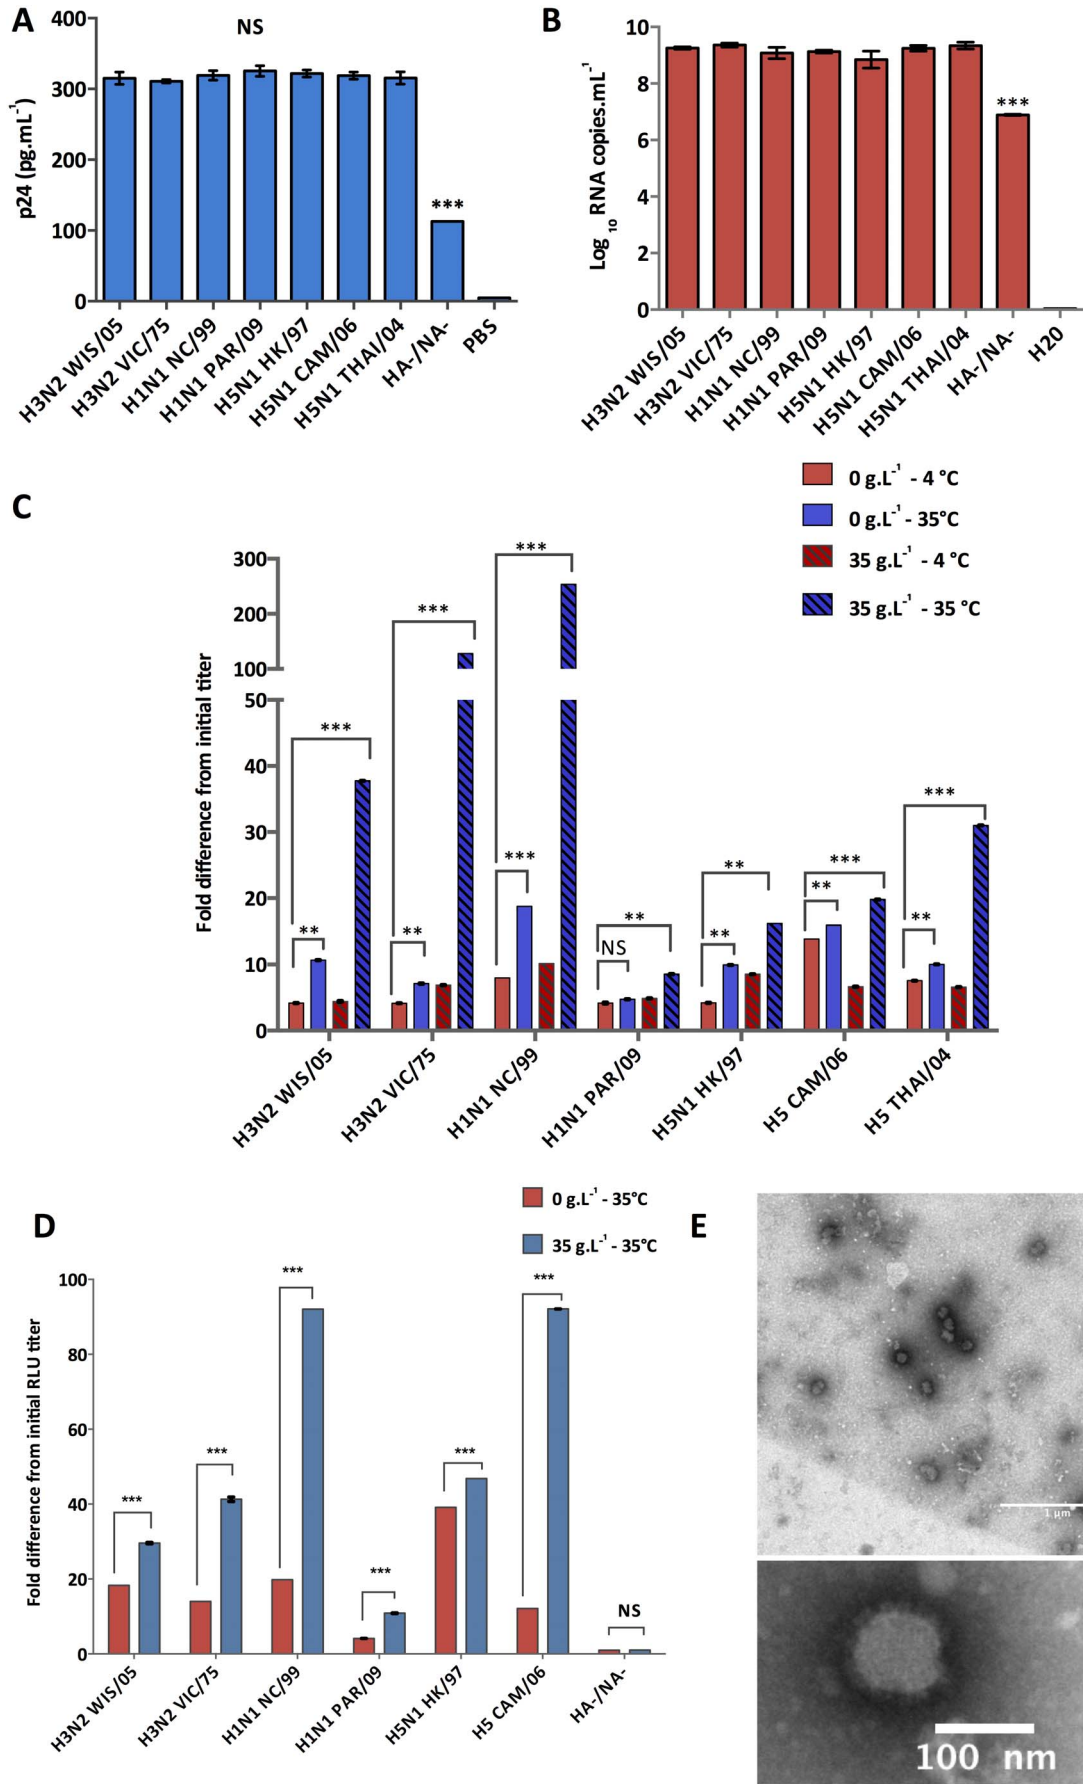 A
NS
400
300
200
100
0
p24 (pg.mL⁻¹)
***
H3N2 WIS/05
H3N2 VIC/75
H1N1 NC/99
H1N1 PAR/09
H5N1 HK/97
H5N1 CAM/06
H5N1 THAI/04
HA-/NA-
PBS
B
10
8
6
4
2
0
Log ₁₀ RNA copies.mL⁻¹
***
H3N2 WIS/05
H3N2 VIC/75
H1N1 NC/99
H1N1 PAR/09
H5N1 HK/97
H5N1 CAM/06
H5N1 THAI/04
HA-/NA-
H20
C
0 g.L⁻¹ - 4 °C
0 g.L⁻¹ - 35°C
35 g.L⁻¹ - 4 °C
35 g.L⁻¹ - 35 °C
300
200
100
50
40
30
20
10
0
Fold difference from initial titer
***
**
***
**
***
***
**
NS
**
**
***
**
***
**
H3N2 WIS/05
H3N2 VIC/75
H1N1 NC/99
H1N1 PAR/09
H5N1 HK/97
H5 CAM/06
H5 THAI/04
D
0 g.L⁻¹ - 35°C
35 g.L⁻¹ - 35°C
100
80
60
40
20
0
Fold difference from initial RLU titer
***
***
***
***
***
***
NS
H3N2 WIS/05
H3N2 VIC/75
H1N1 NC/99
H1N1 PAR/09
H5N1 HK/97
H5 CAM/06
HA-/NA-
E
1 μm
100 nm